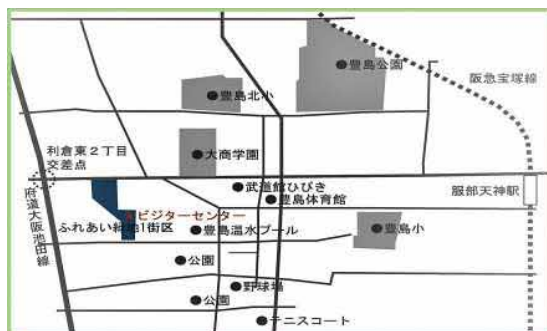 豊島公園
阪急宝塚線
豊島北小
利倉東２丁目
交差点
大商学園
武道館ひびき
服部天神駅
豊島体育館
ビジターセンター
府道大阪池田線
ふれあい緑地1街区
豊島温水プール
豊島小
公園
野球場
公園
テニスコート